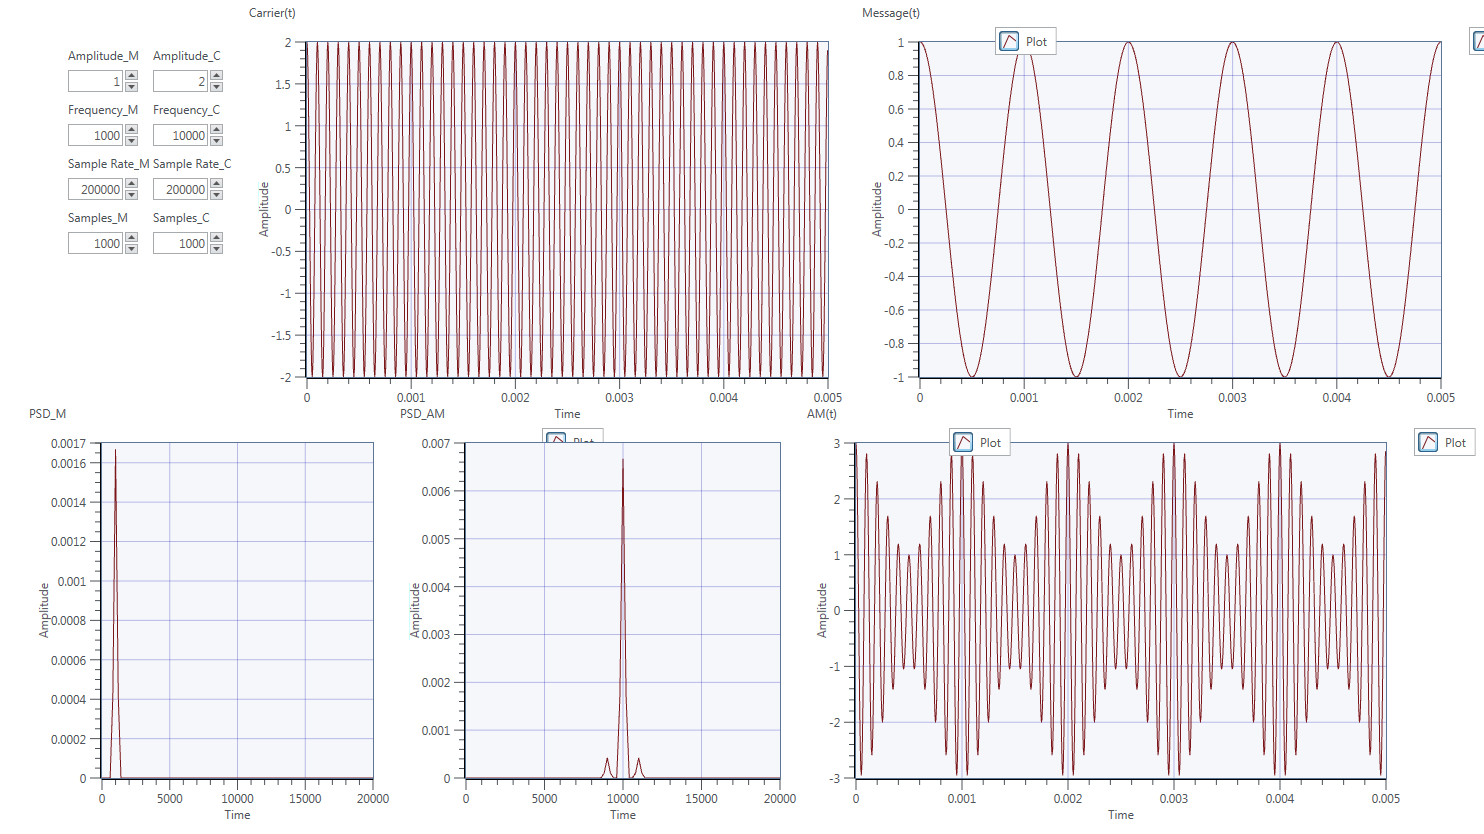 Carrier(t)
Message(t)
Amplitude_M Amplitude_C
1 2
Frequency_M Frequency_C
1000 10000
Sample Rate_M Sample Rate_C
200000 200000
Samples_M Samples_C
1000 1000
2
1.5
1
0.5
0
-0.5
-1
-1.5
-2
Amplitude
0 0.001 0.002 0.003 0.004 0.005
Time
Plot
1
0.8
0.6
0.4
0.2
0
-0.2
-0.4
-0.6
-0.8
-1
Amplitude
0 0.001 0.002 0.003 0.004 0.005
Time
PSD_M
0.0017
0.0016
0.0014
0.0012
0.001
0.0008
0.0006
0.0004
0.0002
0
Amplitude
0 5000 10000 15000 20000
Time
PSD_AM
Plot
0.007
0.006
0.005
0.004
0.003
0.002
0.001
0
Amplitude
0 5000 10000 15000 20000
Time
AM(t)
Plot
Plot
3
2
1
0
-1
-2
-3
Amplitude
0 0.001 0.002 0.003 0.004 0.005
Time